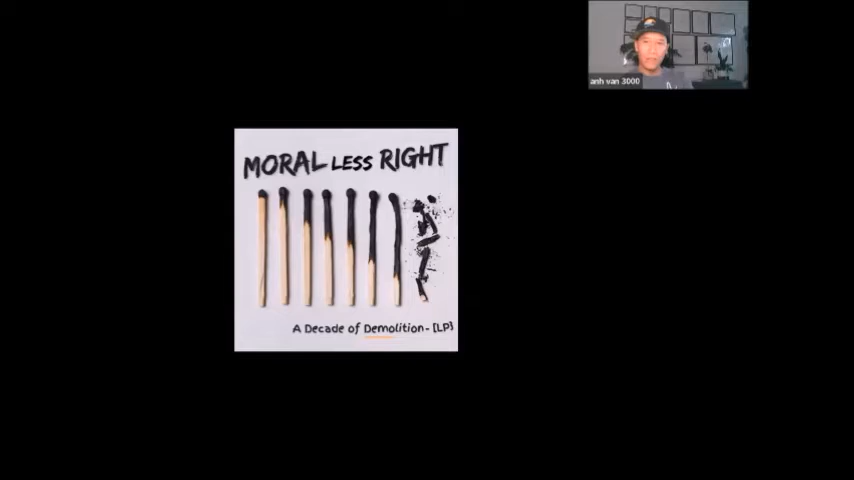 anh van 3000
MORAL LESS RIGHT
A Decade of Demolition - [LP]